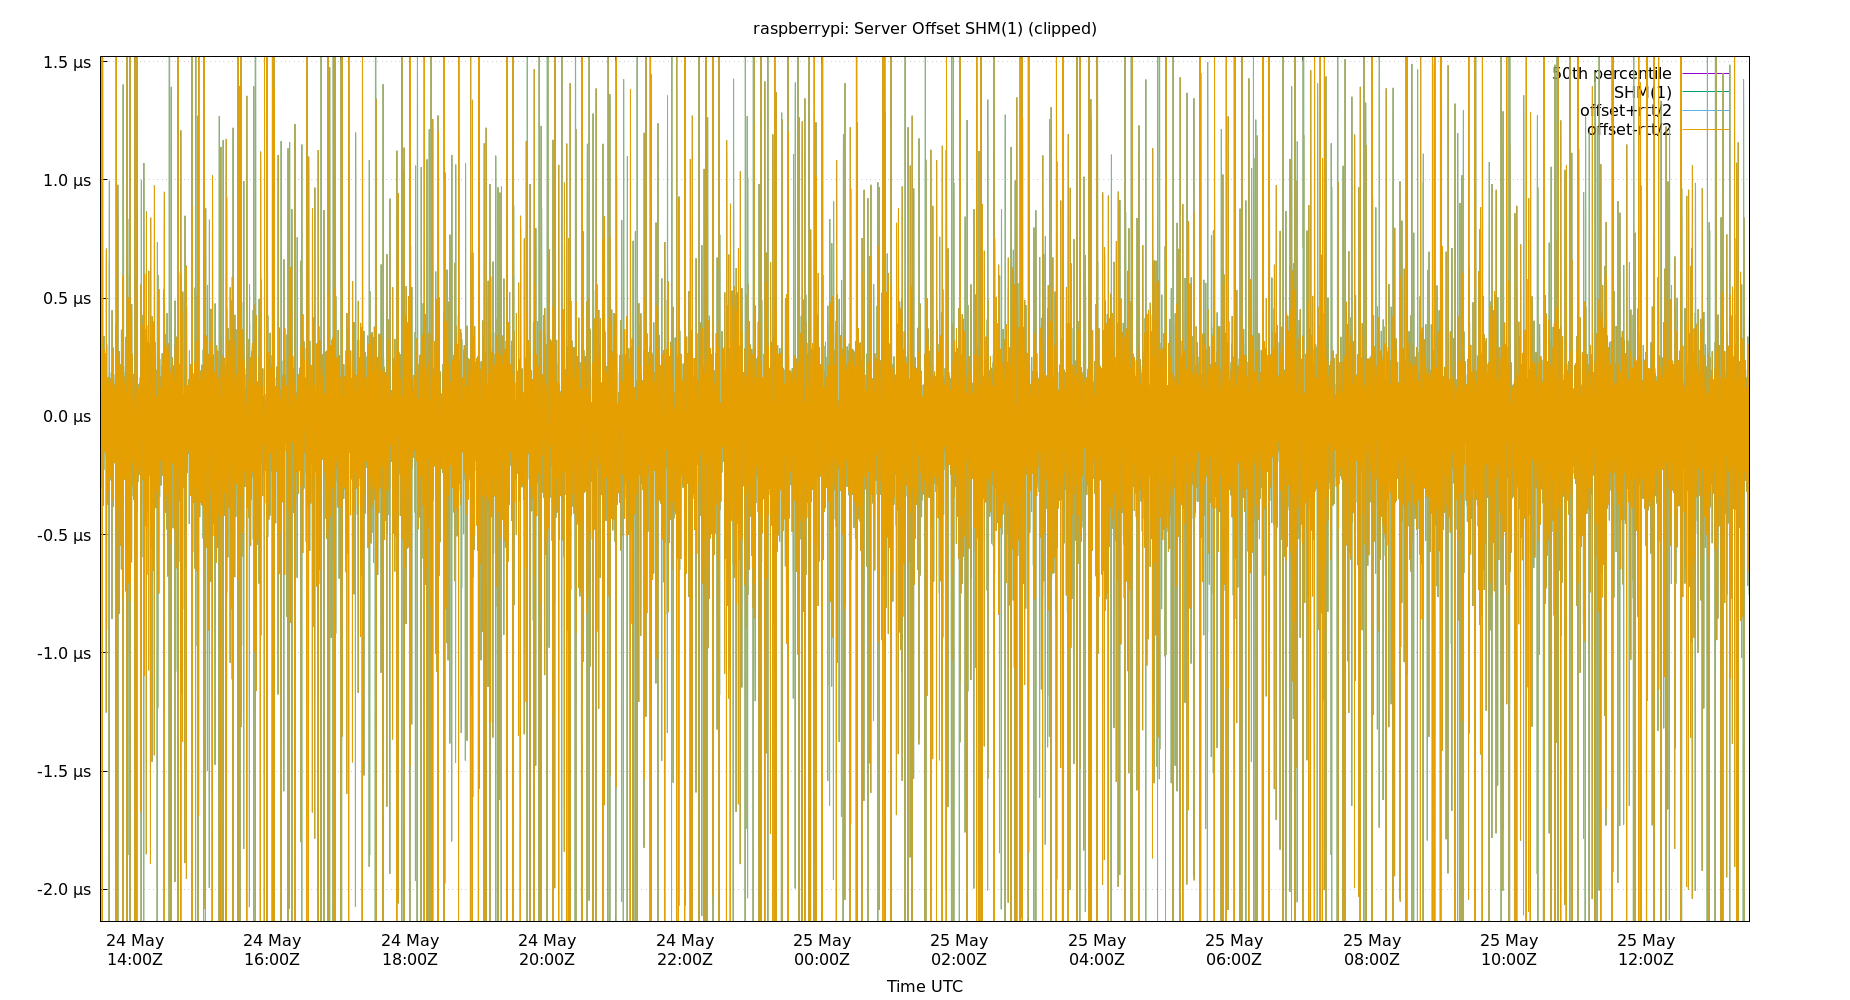 raspberrypi: Server Offset SHM(1) (clipped)
1.5 µs
1.0 µs
0.5 µs
0.0 µs
-0.5 µs
-1.0 µs
-1.5 µs
-2.0 µs
50th percentile
SHM(1)
offset+rtt/2
offset-rtt/2
24 May 24 May 24 May 24 May 24 May 25 May 25 May 25 May 25 May 25 May 25 May 25 May
14:00Z 16:00Z 18:00Z 20:00Z 22:00Z 00:00Z 02:00Z 04:00Z 06:00Z 08:00Z 10:00Z 12:00Z
Time UTC